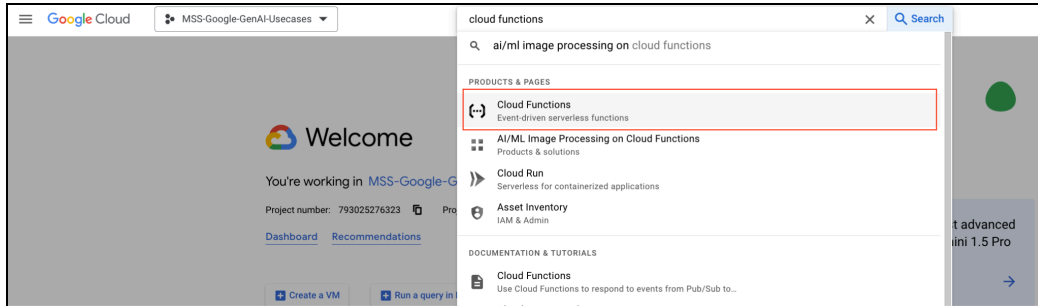 Google Cloud
MSS-Google-GenAI-Usecases
cloud functions
Search
ai/ml image processing on cloud functions
PRODUCTS & PAGES
Cloud Functions
Event-driven serverless functions
AI/ML Image Processing on Cloud Functions
Products & solutions
Cloud Run
Serverless for containerized applications
Asset Inventory
IAM & Admin
DOCUMENTATION & TUTORIALS
Cloud Functions
Use Cloud Functions to respond to events from Pub/Sub to...
Welcome
You're working in MSS-Google-G
Project number: 793025276323 Pro
Dashboard Recommendations
Create a VM Run a query in
t advanced
ini 1.5 Pro